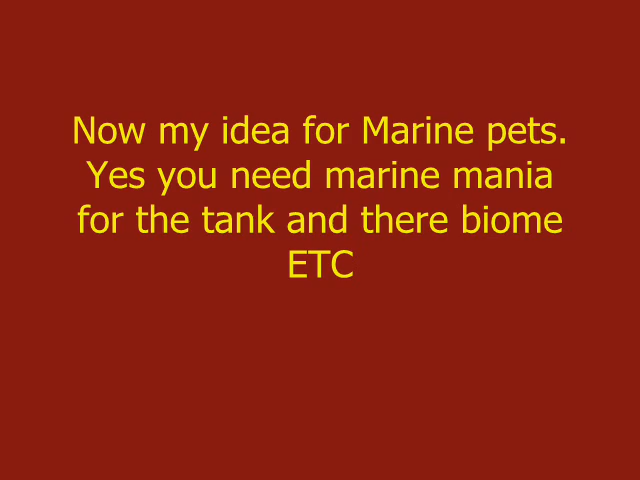 Now my idea for Marine pets.
Yes you need marine mania
for the tank and there biome
ETC